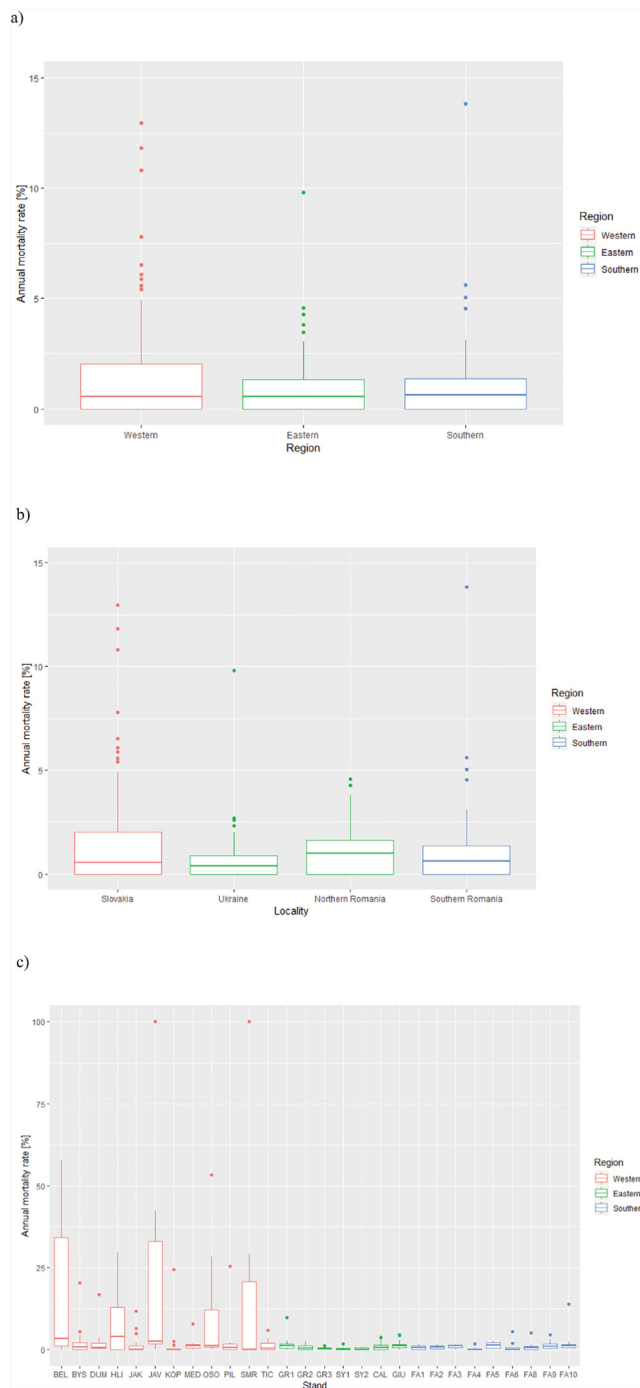 a)
15
10
5
0
Annual mortality rate [%]
Western Eastern Southern
Region
Region
Western
Eastern
Southern
b)
15
10
5
0
Annual mortality rate [%]
Slovakia Ukraine Northern Romania Southern Romania
Locality
Region
Western
Eastern
Southern
c)
100
75
50
25
0
Annual mortality rate [%]
BEL BYS DUM HLI JAK JAV KOP MED OSO PIL SMR TIC GR1 GR2 GR3 SY1 SY2 CAL GIU FA1 FA2 FA3 FA4 FA5 FA6 FA8 FA9 FA10
Stand
Region
Western
Eastern
Southern